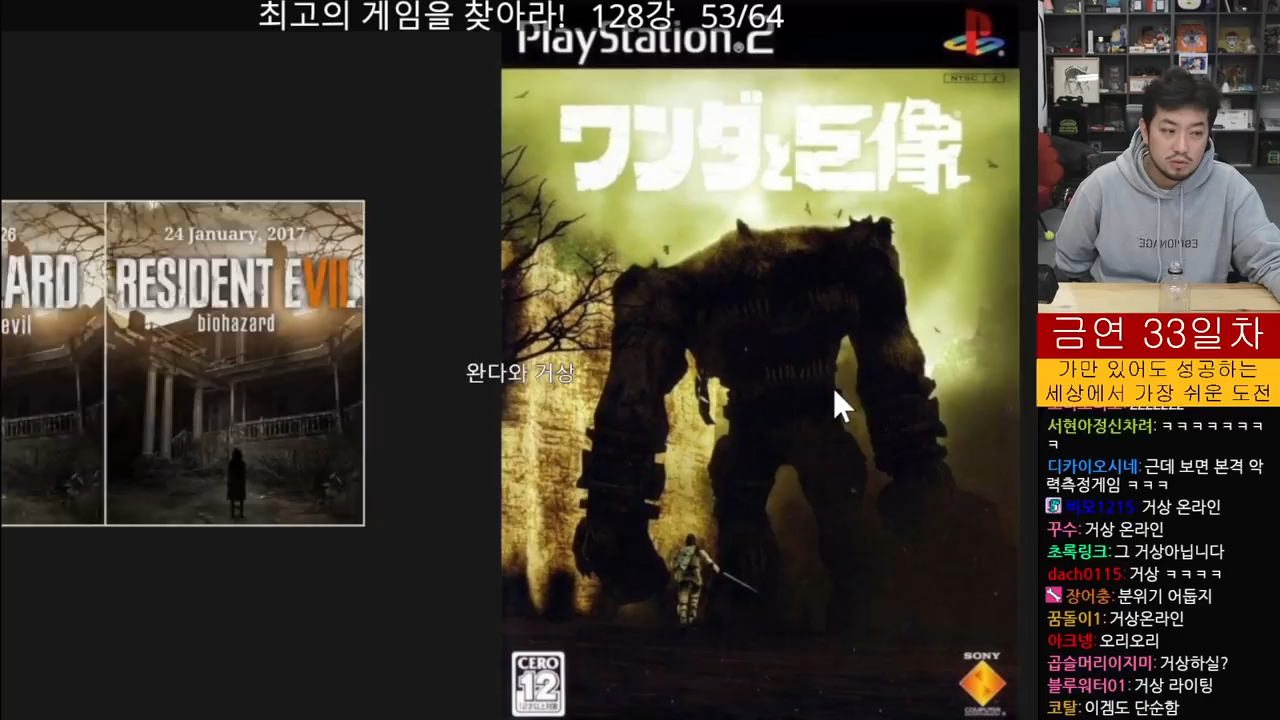 최고의 게임을 찾아라! 128강 53/64
PlayStation®2
NTSC J
ワンダと巨像
26
24 January, 2017
ARD
RESIDENT EVII
evil
biohazard
완다와 거상
CERO
12
SONY
COMPUTER
ESPIONAGE
금연 33일차
가만 있어도 성공하는
세상에서 가장 쉬운 도전
서현아정신차려: ㅋㅋㅋㅋㅋㅋㅋ
ㅋ
디카이오시네: 근데 보면 본격 악
력측정게임 ㅋㅋㅋ
비모1215: 거상 온라인
꾸수: 거상 온라인
초록링크: 그 거상아닙니다
dach0115: 거상 ㅋㅋㅋㅋ
장어충: 분위기 어둡지
꿈돌이1: 거상온라인
아크넹: 오리오리
곱슬머리이지미: 거상하실?
블루워터01: 거상 라이팅
코탈: 이겜도 단순함